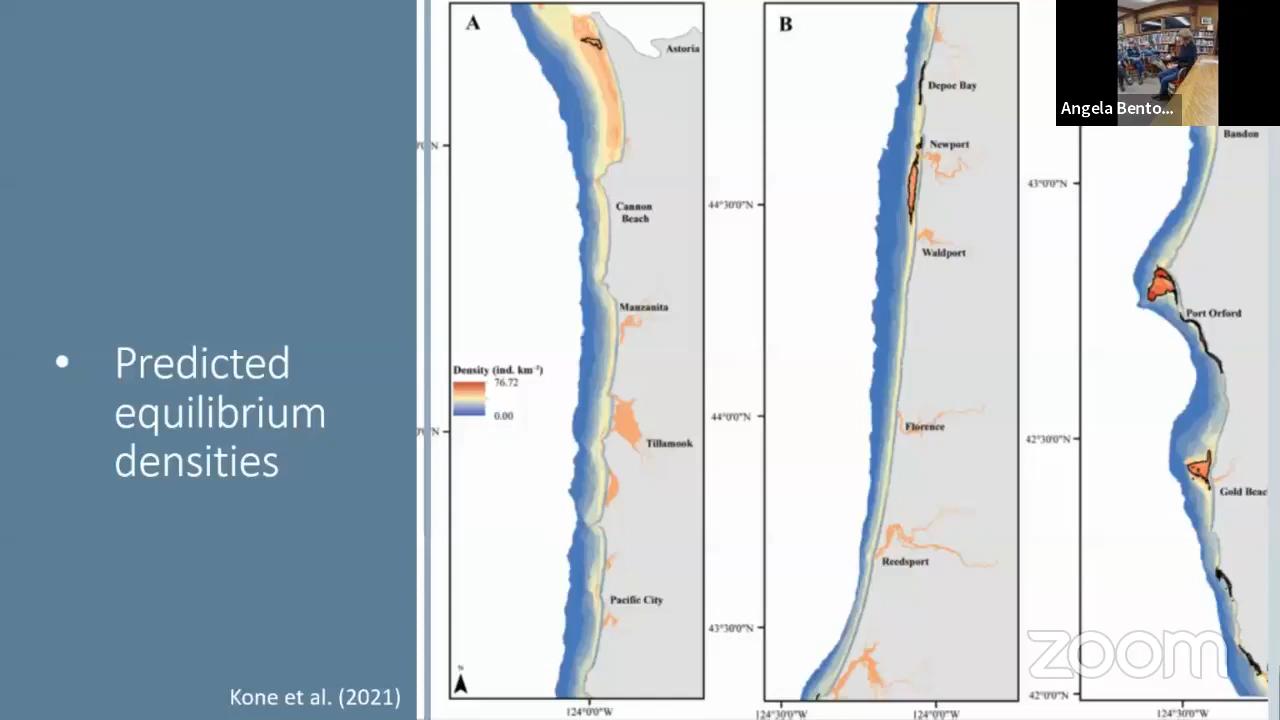 • Predicted
equilibrium
densities
Kone et al. (2021)
A
Astoria
Cannon
Beach
Manzanita
Density (ind. km⁻²)
76.72
0.00
Tillamook
Pacific City
N
124°0'0"W
B
Depoe Bay
Newport
44°30'0"N
Waldport
44°0'0"N
Florence
Reedsport
43°30'0"N
124°30'0"W
124°0'0"W
Angela Bento...
Bandon
43°0'0"N
Port Orford
42°30'0"N
Gold Beac
42°0'0"N
124°30'0"W
zoom